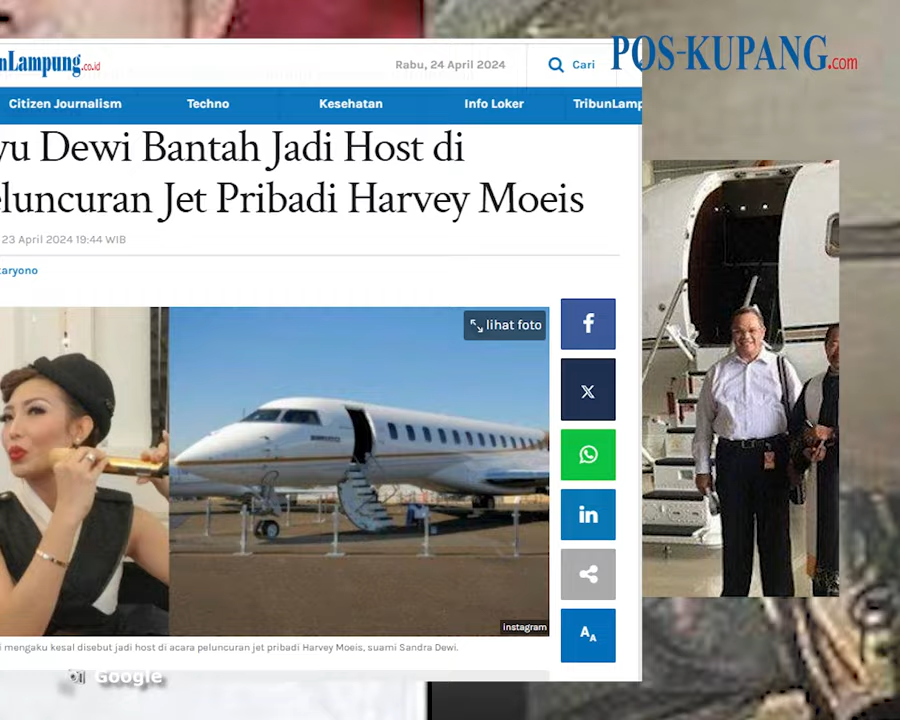 nLampung.co.id
Rabu, 24 April 2024
Cari
POS-KUPANG.com
Citizen Journalism
Techno
Kesehatan
Info Loker
TribunLamp
yu Dewi Bantah Jadi Host di
eluncuran Jet Pribadi Harvey Moeis
23 April 2024 19:44 WIB
karyono
lihat foto
instagram
i mengaku kesal disebut jadi host di acara peluncuran jet pribadi Harvey Moeis, suami Sandra Dewi.
Google